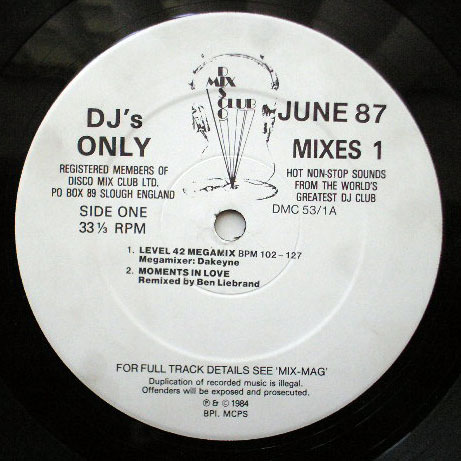 DISCO
MIX
CLUB
DJ's
ONLY
JUNE 87
MIXES 1
REGISTERED MEMBERS OF
DISCO MIX CLUB LTD.
PO BOX 89 SLOUGH ENGLAND
HOT NON-STOP SOUNDS
FROM THE WORLD'S
GREATEST DJ CLUB
SIDE ONE
33⅓ RPM
DMC 53/1A
1. LEVEL 42 MEGAMIX BPM 102-127
Megamixer: Dakeyne
2. MOMENTS IN LOVE
Remixed by Ben Liebrand
FOR FULL TRACK DETAILS SEE 'MIX-MAG'
Duplication of recorded music is illegal.
Offenders will be exposed and prosecuted.
℗ & © 1984
BPI. MCPS